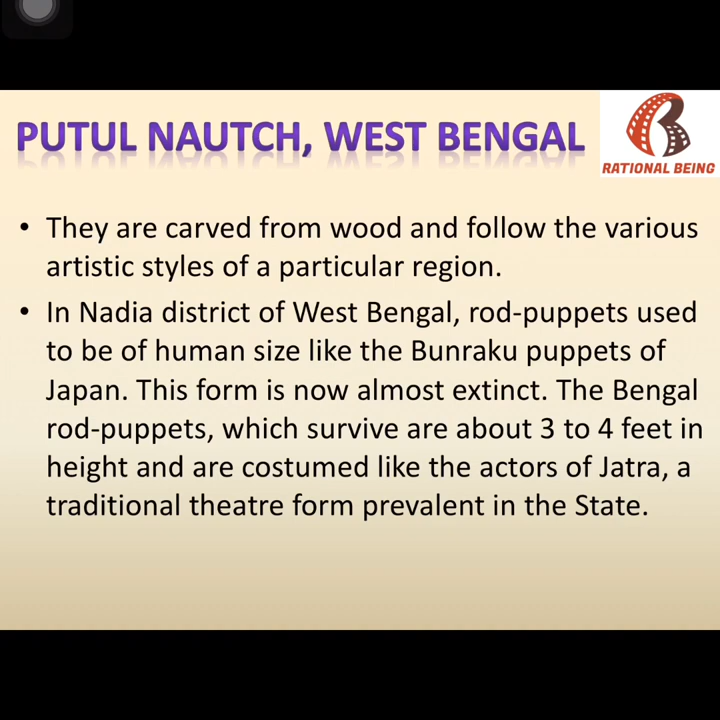 PUTUL NAUTCH, WEST BENGAL
RATIONAL BEING
• They are carved from wood and follow the various
artistic styles of a particular region.
• In Nadia district of West Bengal, rod-puppets used
to be of human size like the Bunraku puppets of
Japan. This form is now almost extinct. The Bengal
rod-puppets, which survive are about 3 to 4 feet in
height and are costumed like the actors of Jatra, a
traditional theatre form prevalent in the State.